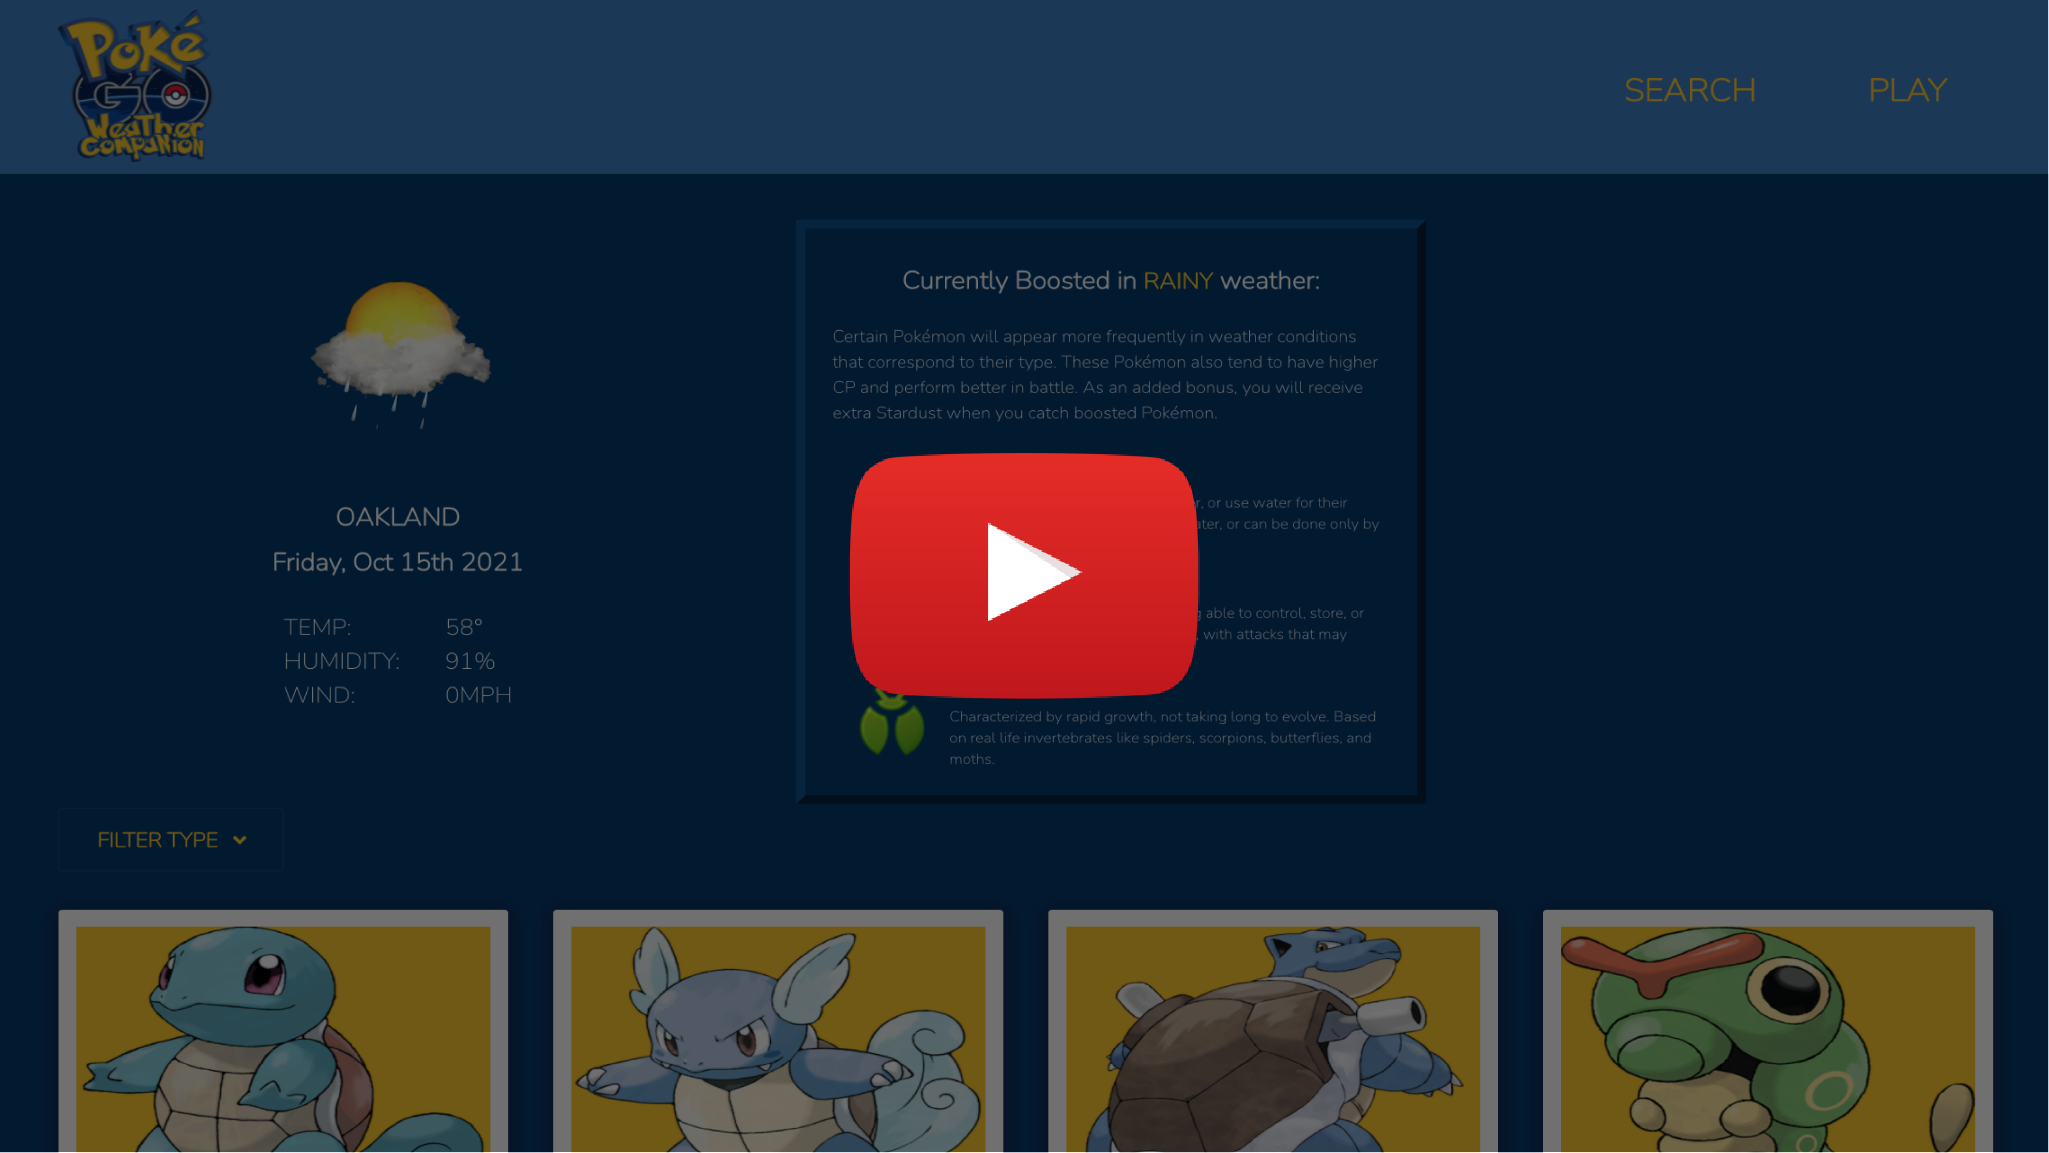 Poké
GO
Weather
Companion
SEARCH
PLAY
OAKLAND
Friday, Oct 15th 2021
TEMP: 58°
HUMIDITY: 91%
WIND: 0MPH
Currently Boosted in RAINY weather:
Certain Pokémon will appear more frequently in weather conditions
that correspond to their type. These Pokémon also tend to have higher
CP and perform better in battle. As an added bonus, you will receive
extra Stardust when you catch boosted Pokémon.
, or use water for their
, or can be done only by
able to control, store, or
, with attacks that may
Characterized by rapid growth, not taking long to evolve. Based
on real life invertebrates like spiders, scorpions, butterflies, and
moths.
FILTER TYPE